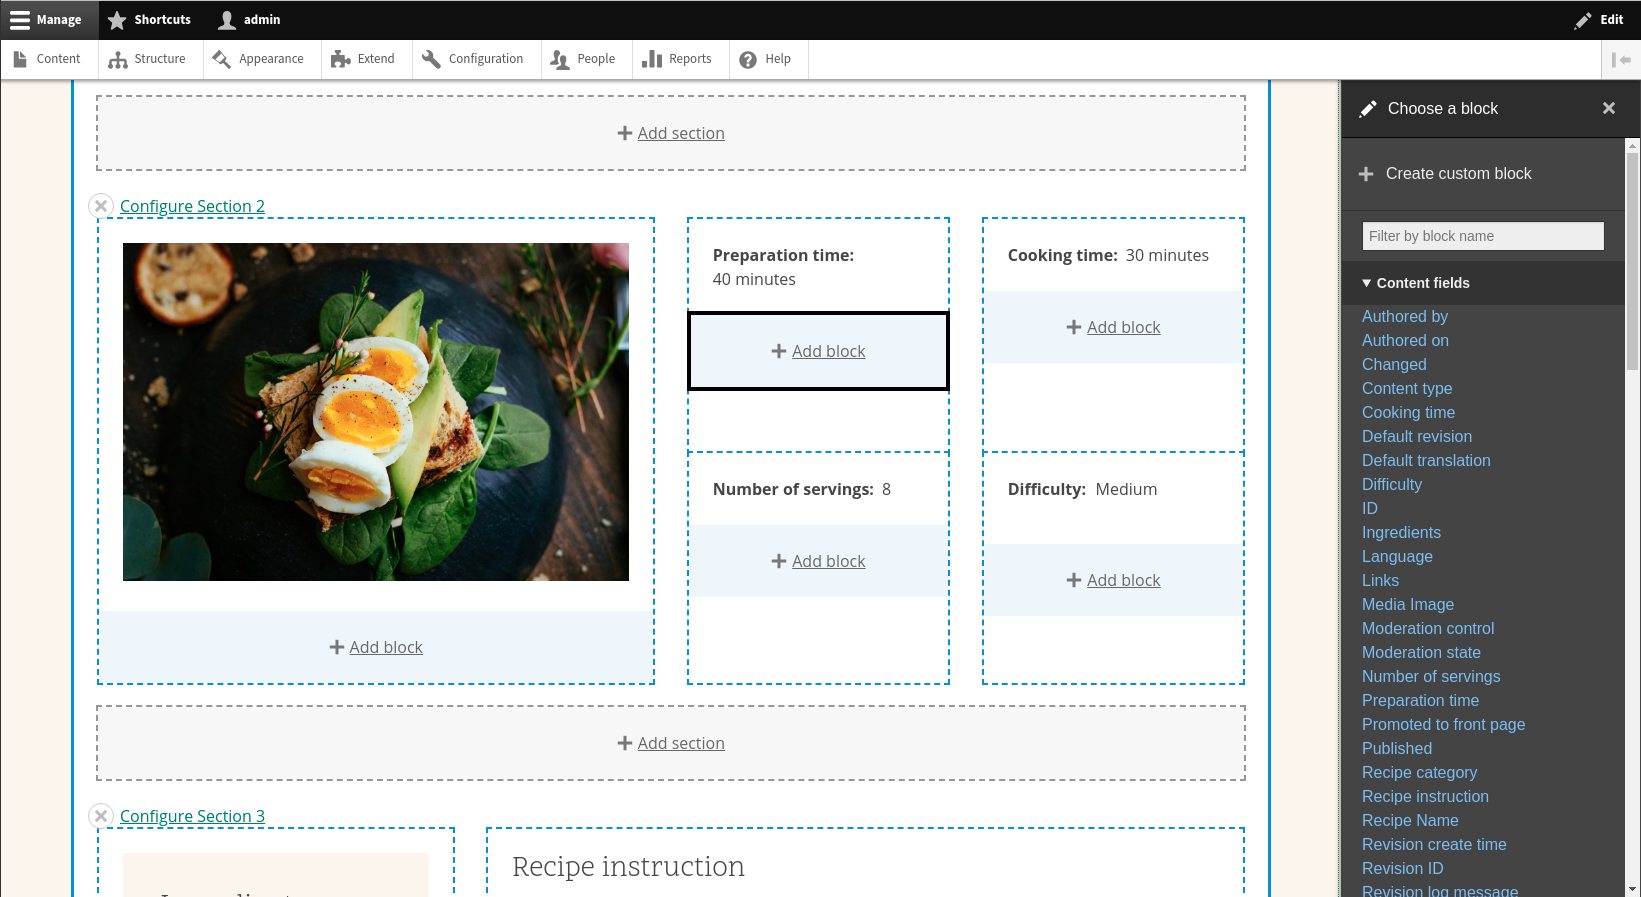 Manage Shortcuts admin Edit
Content Structure Appearance Extend Configuration People Reports Help
Add section
Configure Section 2
Preparation time:
40 minutes
Add block
Cooking time: 30 minutes
Add block
Number of servings: 8
Add block
Difficulty: Medium
Add block
Add block
Add section
Configure Section 3
Recipe instruction
Choose a block
Create custom block
Filter by block name
Content fields
Authored by
Authored on
Changed
Content type
Cooking time
Default revision
Default translation
Difficulty
ID
Ingredients
Language
Links
Media Image
Moderation control
Moderation state
Number of servings
Preparation time
Promoted to front page
Published
Recipe category
Recipe instruction
Recipe Name
Revision create time
Revision ID
Revision log message